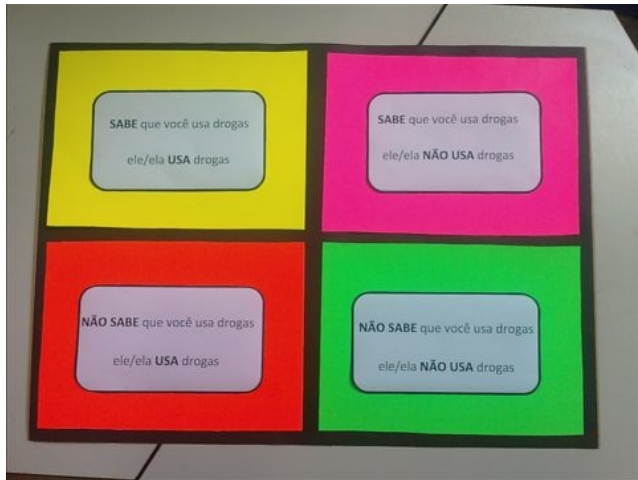 SABE que você usa drogas
ele/ela USA drogas
SABE que você usa drogas
ele/ela NÃO USA drogas
NÃO SABE que você usa drogas
ele/ela USA drogas
NÃO SABE que você usa drogas
ele/ela NÃO USA drogas